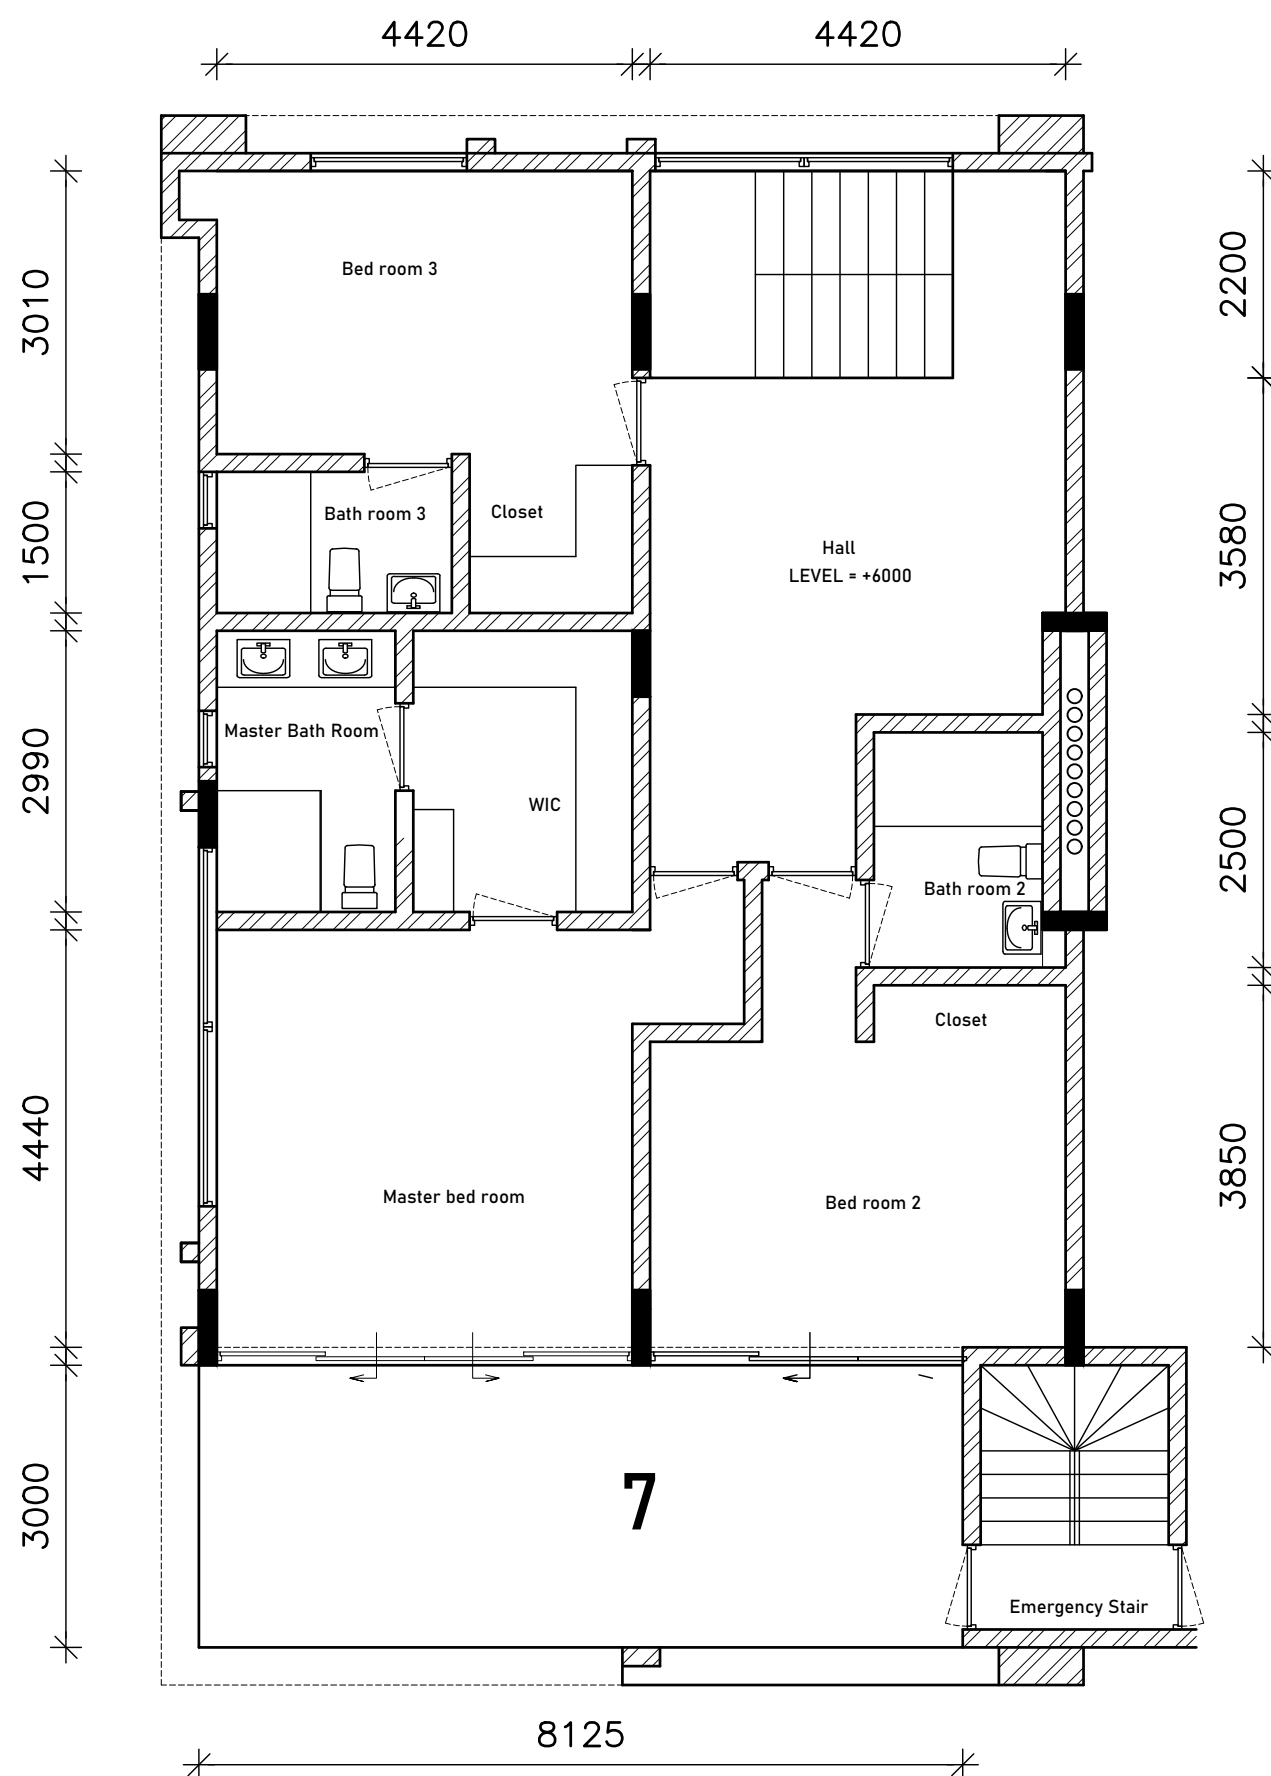 4420
4420
3010
2200
Bed room 3
1500
Bath room 3
Closet
3580
Hall
LEVEL = +6000
2990
Master Bath Room
WIC
2500
Bath room 2
Closet
4440
3850
Master bed room
Bed room 2
3000
7
Emergency Stair
8125